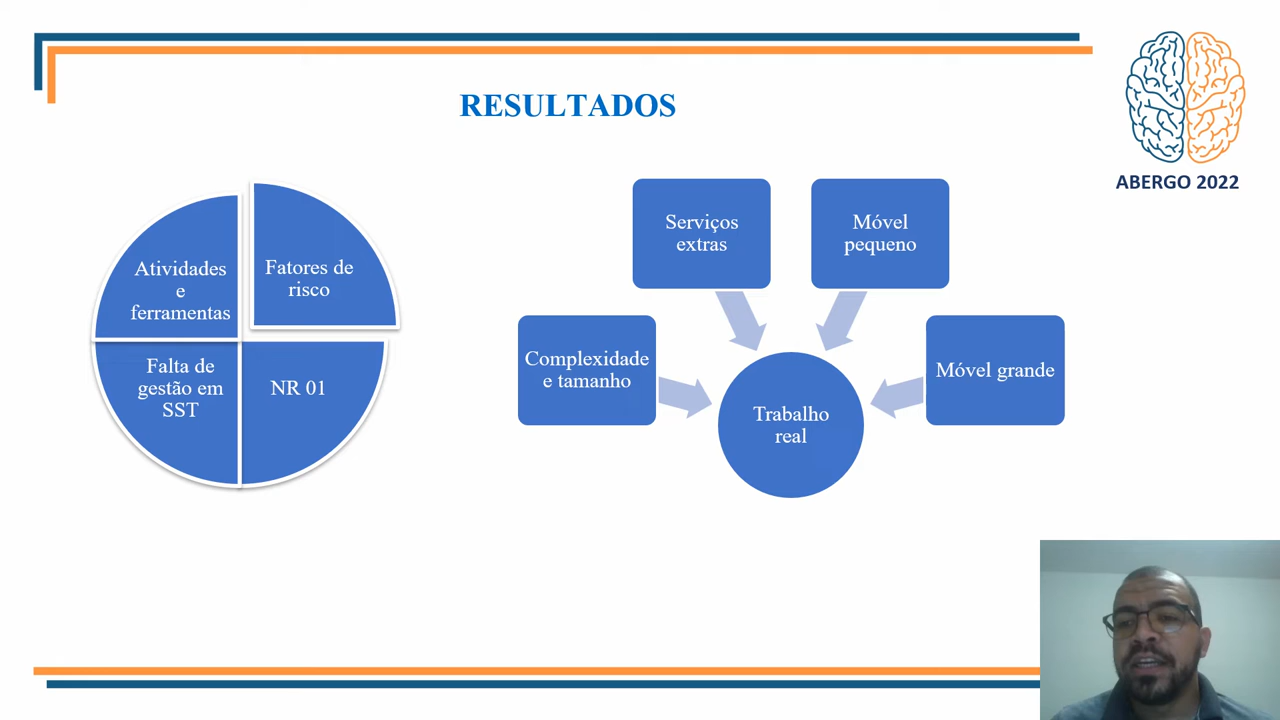 RESULTADOS
ABERGO 2022
Atividades
e
ferramentas
Fatores de
risco
Falta de
gestão em
SST
NR 01
Serviços
extras
Móvel
pequeno
Complexidade
e tamanho
Móvel grande
Trabalho
real